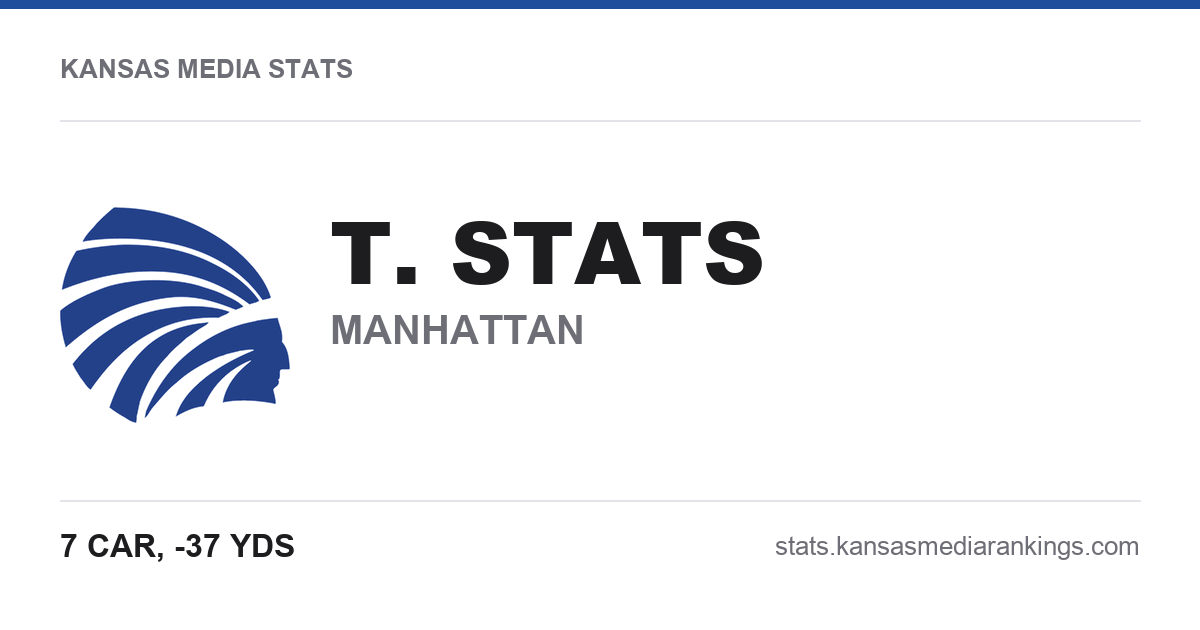 KANSAS MEDIA STATS
T. STATS
MANHATTAN
7 CAR, -37 YDS
stats.kansasmediarankings.com